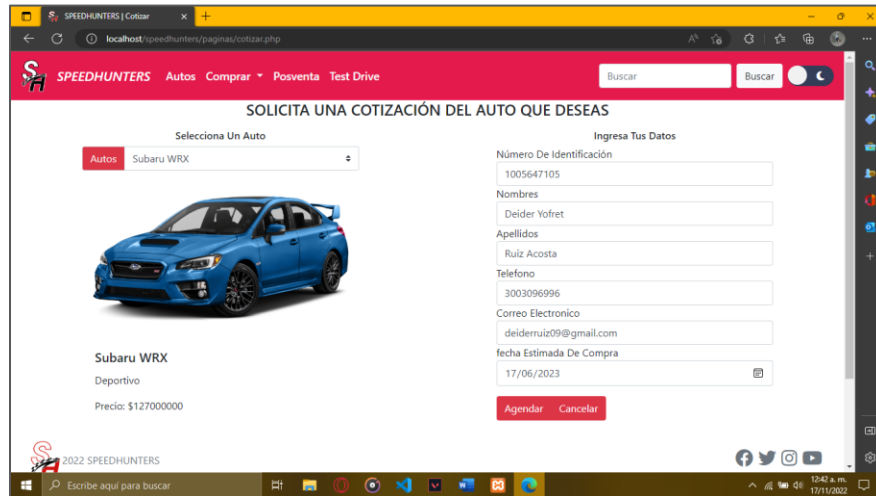 SPEEDHUNTERS | Cotizar
localhost/speedhunters/paginas/cotizar.php
SH SPEEDHUNTERS Autos Comprar Posventa Test Drive Buscar Buscar
SOLICITA UNA COTIZACIÓN DEL AUTO QUE DESEAS
Selecciona Un Auto
Autos Subaru WRX
Subaru WRX
Deportivo
Precio: $127000000
Ingresa Tus Datos
Número De Identificación
1005647105
Nombres
Deider Yofret
Apellidos
Ruiz Acosta
Telefono
3003096996
Correo Electronico
deiderruiz09@gmail.com
fecha Estimada De Compra
17/06/2023
Agendar Cancelar
SH 2022 SPEEDHUNTERS
Escribe aquí para buscar
12:42 a. m.
17/11/2022